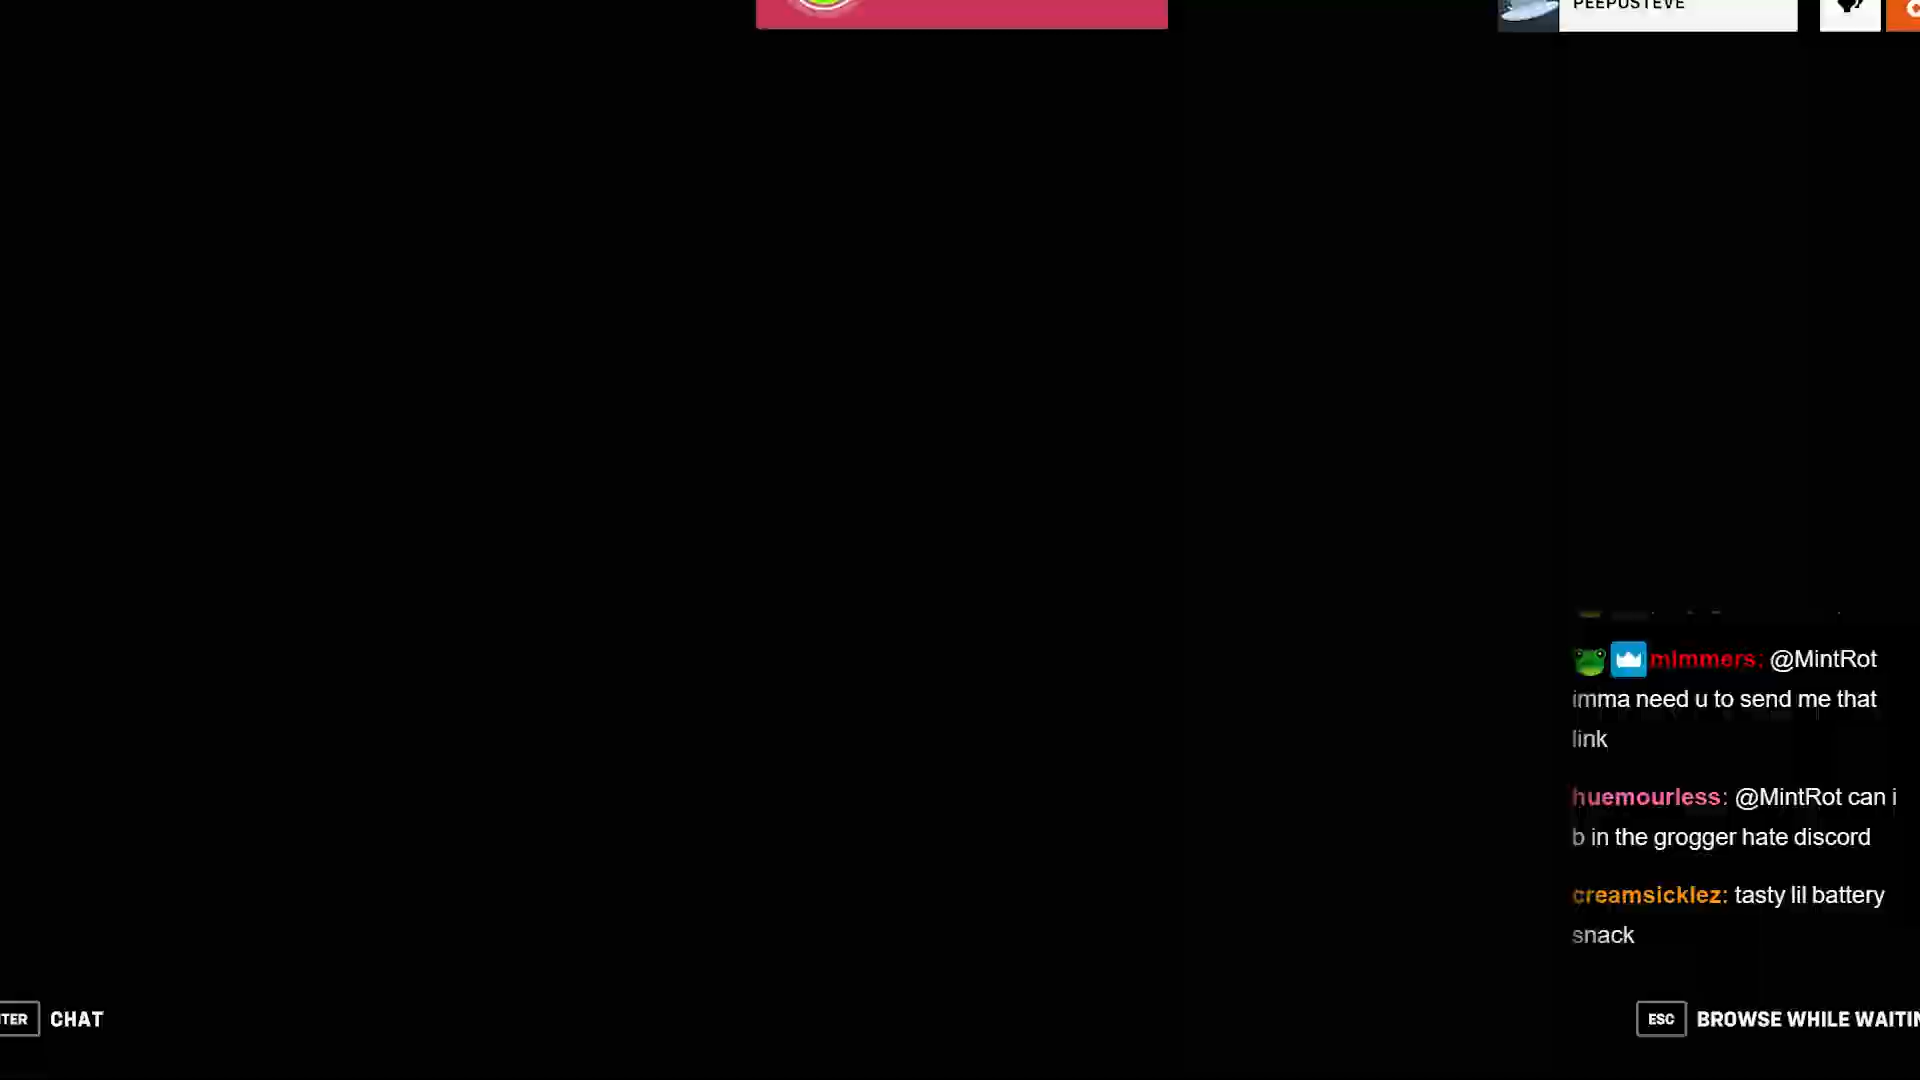 PEEPOSTEVE
mlmmers: @MintRot
imma need u to send me that
link
huemourless: @MintRot can i
b in the grogger hate discord
creamsicklez: tasty lil battery
snack
TER CHAT
ESC BROWSE WHILE WAITIN